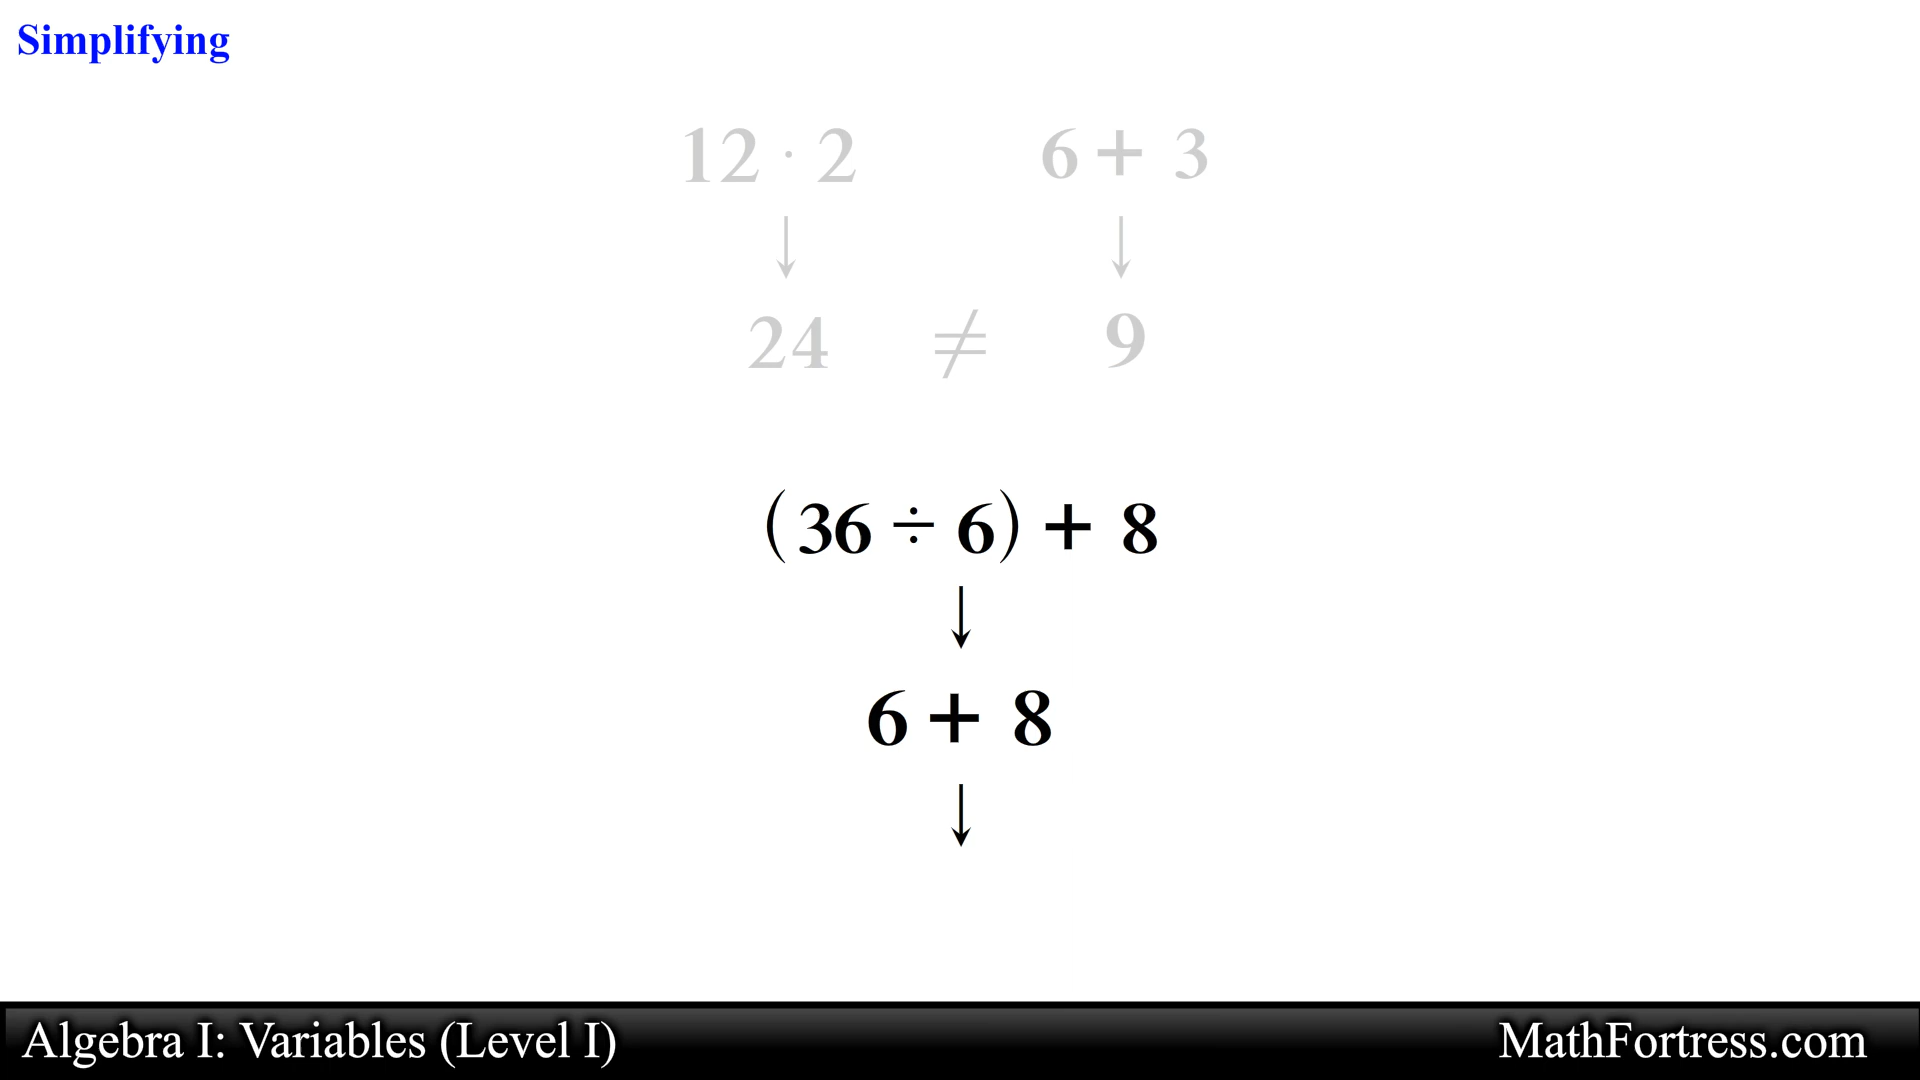 Simplifying
12 · 2 6 + 3
↓ ↓
24 ≠ 9
(36 ÷ 6) + 8
↓
6 + 8
↓
Algebra I: Variables (Level I) MathFortress.com